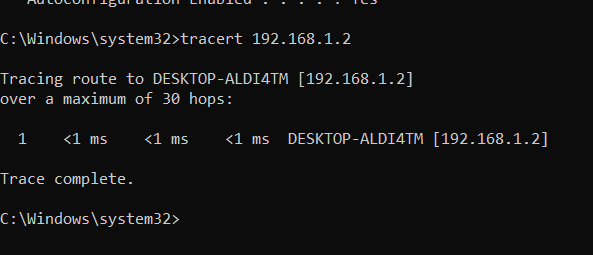 Autoconfiguration Enabled . . . . . : Yes
C:\Windows\system32>tracert 192.168.1.2
Tracing route to DESKTOP-ALDI4TM [192.168.1.2]
over a maximum of 30 hops:
1 <1 ms <1 ms <1 ms DESKTOP-ALDI4TM [192.168.1.2]
Trace complete.
C:\Windows\system32>